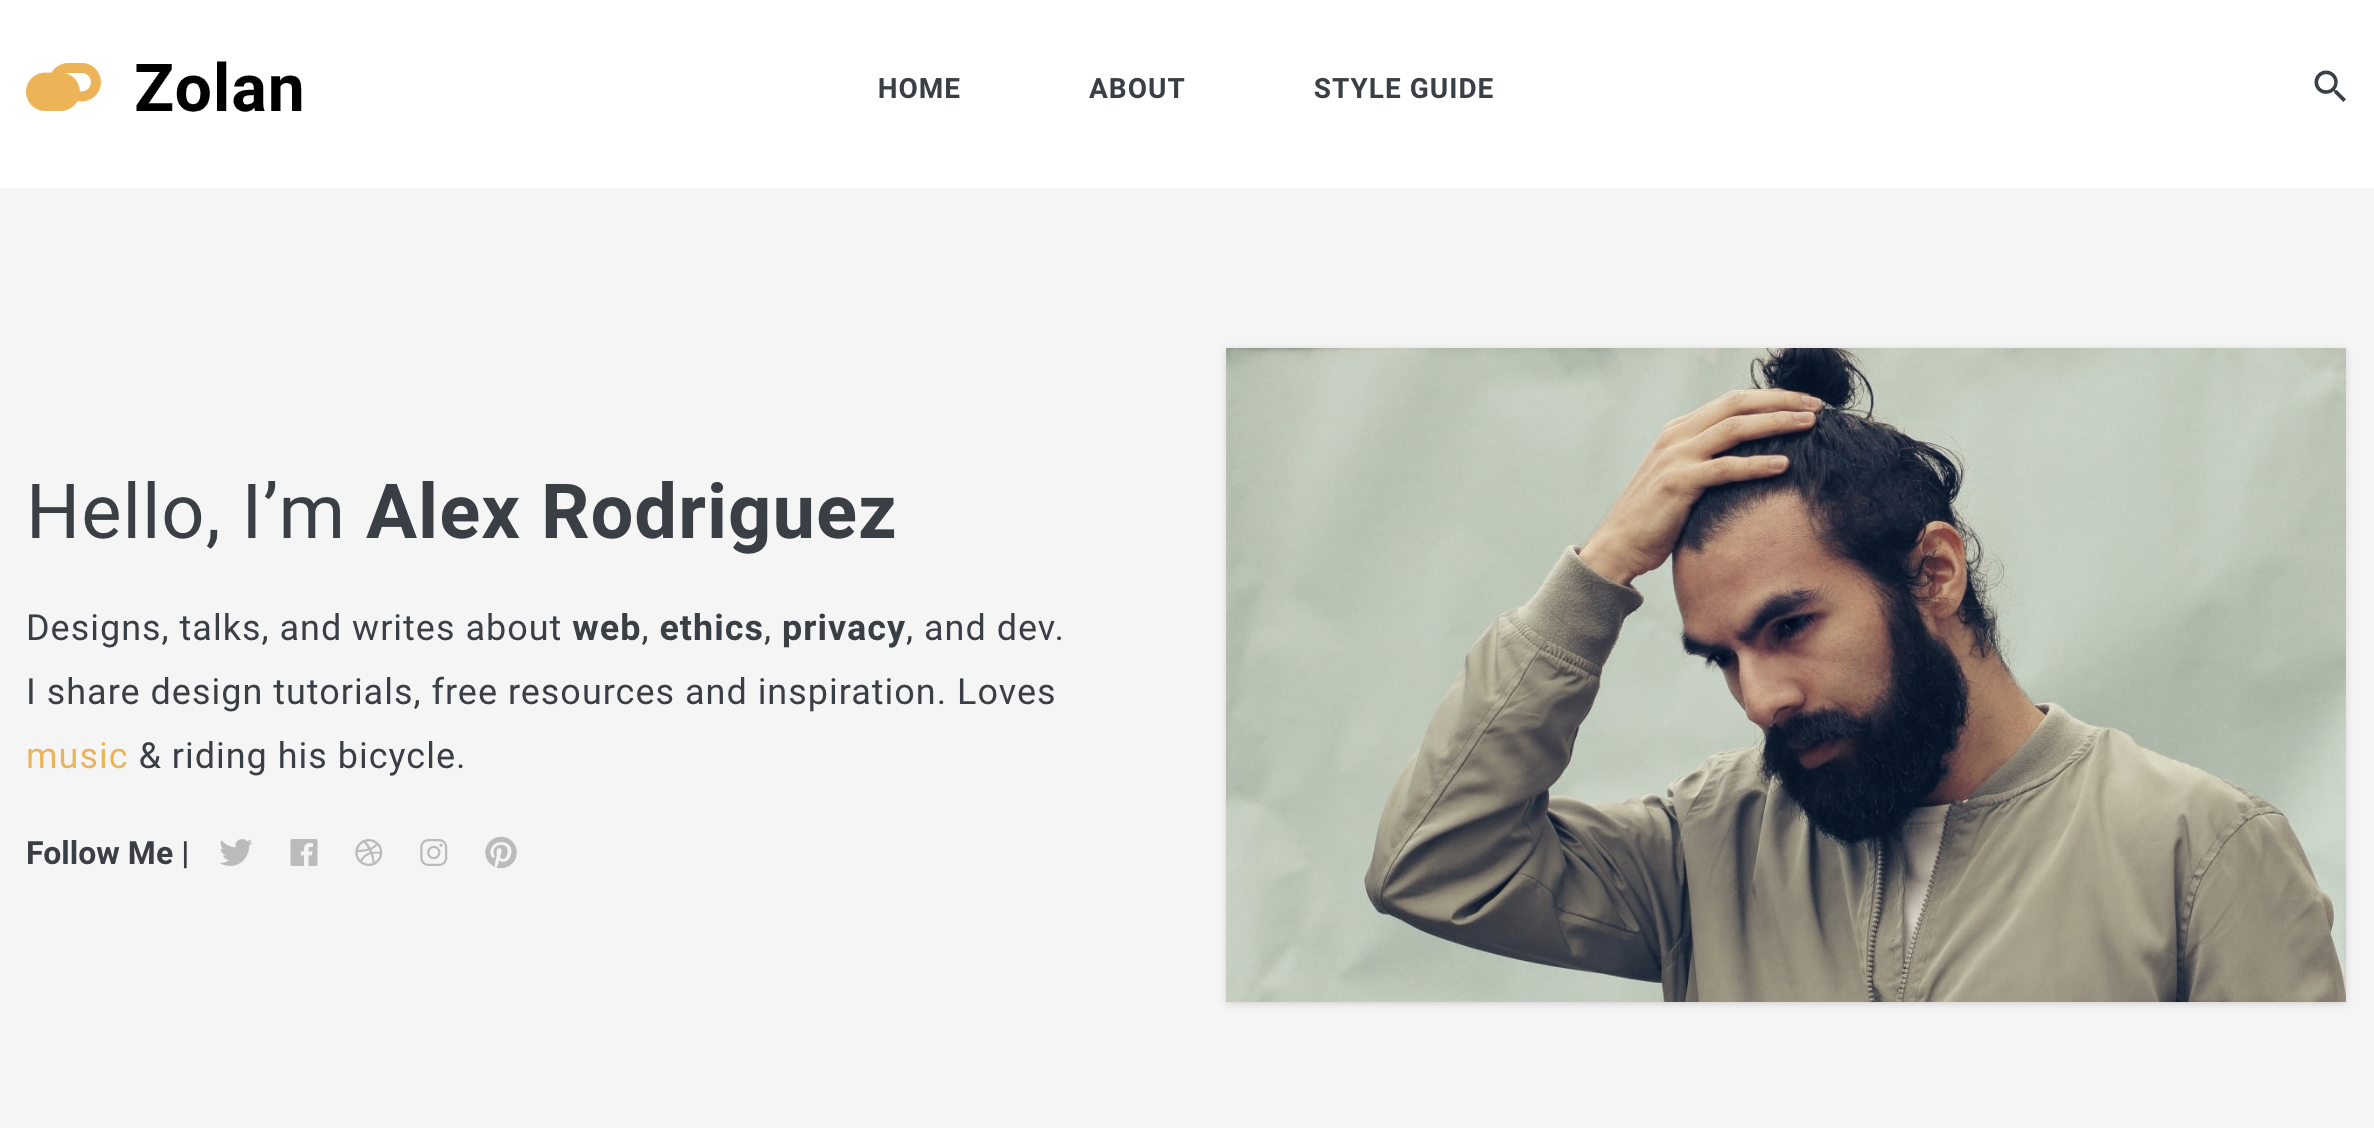 Zolan
HOME ABOUT STYLE GUIDE
Hello, I’m Alex Rodriguez
Designs, talks, and writes about web, ethics, privacy, and dev.
I share design tutorials, free resources and inspiration. Loves
music & riding his bicycle.
Follow Me |